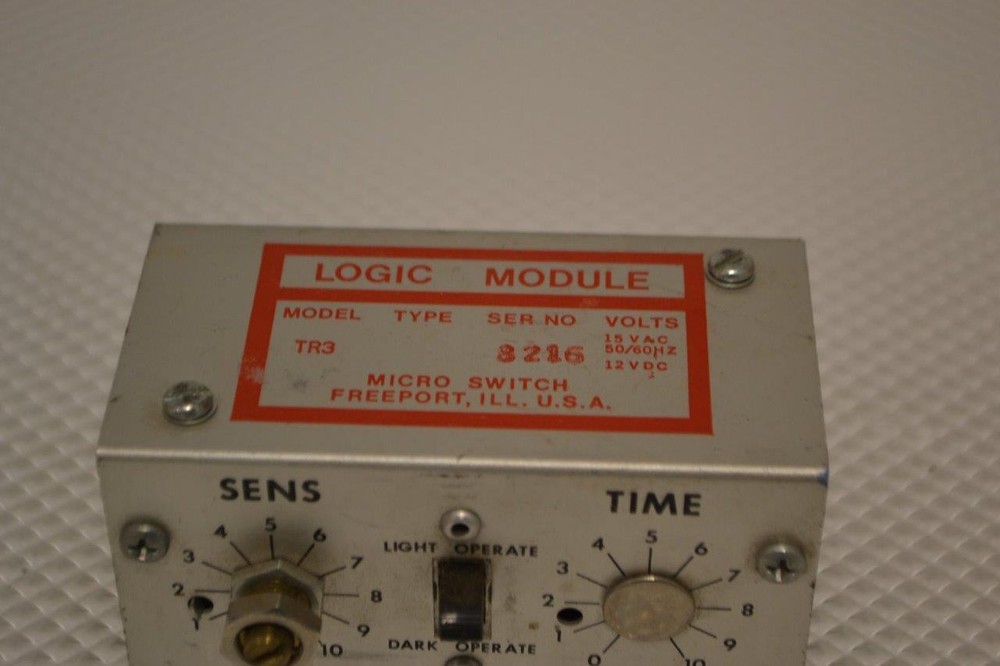 LOGIC MODULE
MODEL TYPE SER NO VOLTS
TR3 8216 15 VAC
50/60HZ
12 VDC
MICRO SWITCH
FREEPORT, ILL. U.S.A.
SENS
TIME
LIGHT OPERATE
DARK OPERATE
1 2 3 4 5 6 7 8 9 10
0 1 2 3 4 5 6 7 8 9 10